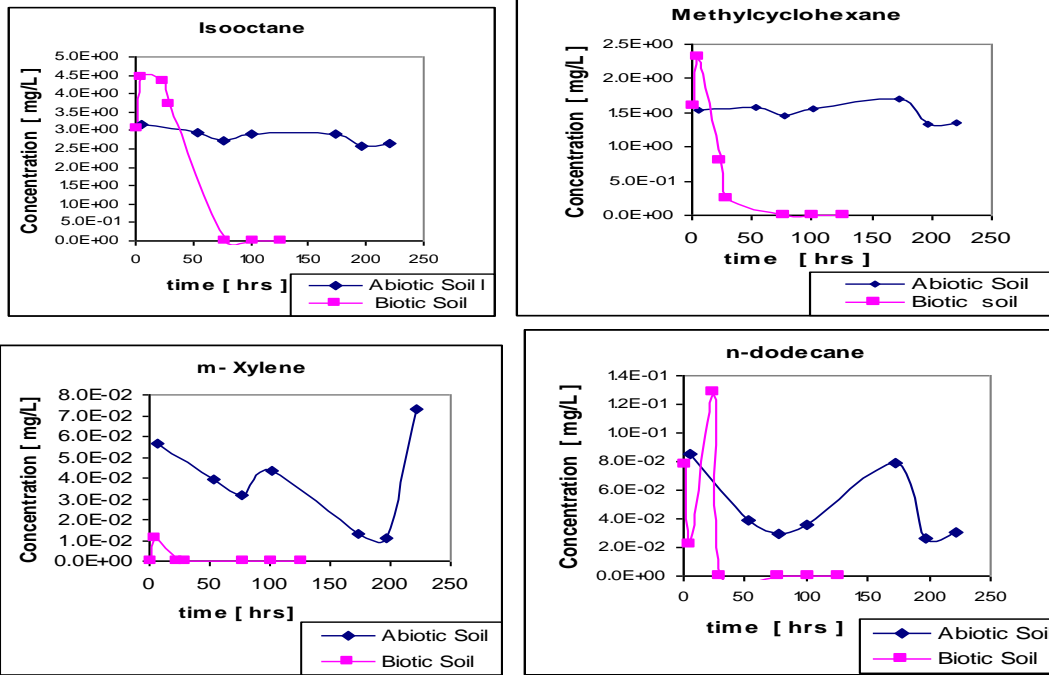 Isooctane
Concentration [ mg/L]
5.0E+00
4.5E+00
4.0E+00
3.5E+00
3.0E+00
2.5E+00
2.0E+00
1.5E+00
1.0E+00
5.0E-01
0.0E+00
0 50 100 150 200 250
time [ hrs]
Abiotic Soil l
Biotic Soil
Methylcyclohexane
Concentration [ mg/L ]
2.5E+00
2.0E+00
1.5E+00
1.0E+00
5.0E-01
0.0E+00
0 50 100 150 200 250
time [ hrs ]
Abiotic Soil
Biotic soil
m- Xylene
Concentration [ mg/L]
8.0E-02
7.0E-02
6.0E-02
5.0E-02
4.0E-02
3.0E-02
2.0E-02
1.0E-02
0.0E+00
0 50 100 150 200 250
time [ hrs]
Abiotic Soil
Biotic Soil
n-dodecane
Concentration [ mg/L ]
1.4E-01
1.2E-01
1.0E-01
8.0E-02
6.0E-02
4.0E-02
2.0E-02
0.0E+00
0 50 100 150 200 250
time [ hrs ]
Abiotic Soil
Biotic Soil